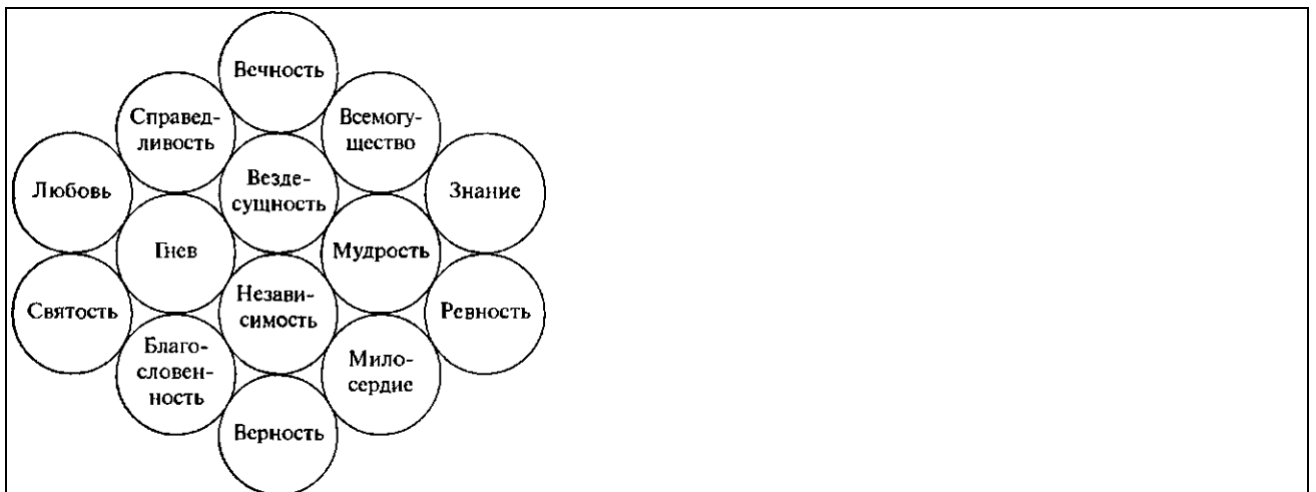 Вечность
Справед-
ливость
Всемогу-
щество
Любовь
Везде-
сущность
Знание
Гнев
Мудрость
Святость
Незави-
симость
Ревность
Благо-
словен-
ность
Мило-
сердие
Верность